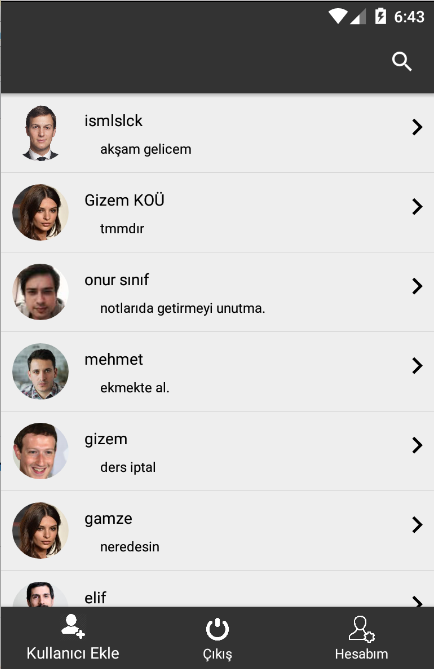 6:43
ismlslck
akşam gelicem
Gizem KOÜ
tmmdır
onur sınıf
notlarıda getirmeyi unutma.
mehmet
ekmekte al.
gizem
ders iptal
gamze
neredesin
elif
Kullanıcı Ekle
Çıkış
Hesabım